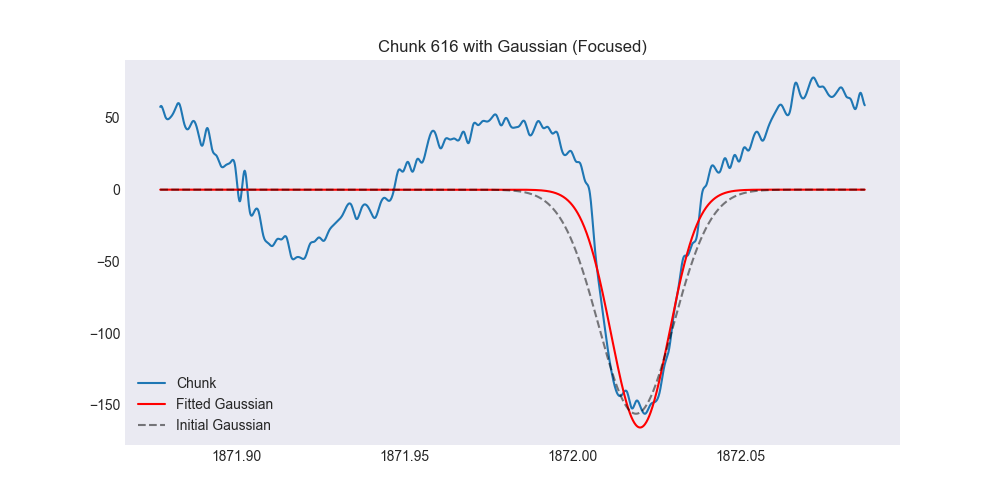 Chunk 616 with Gaussian (Focused)
50
0
−50
−100
−150
Chunk
Fitted Gaussian
Initial Gaussian
1871.90 1871.95 1872.00 1872.05